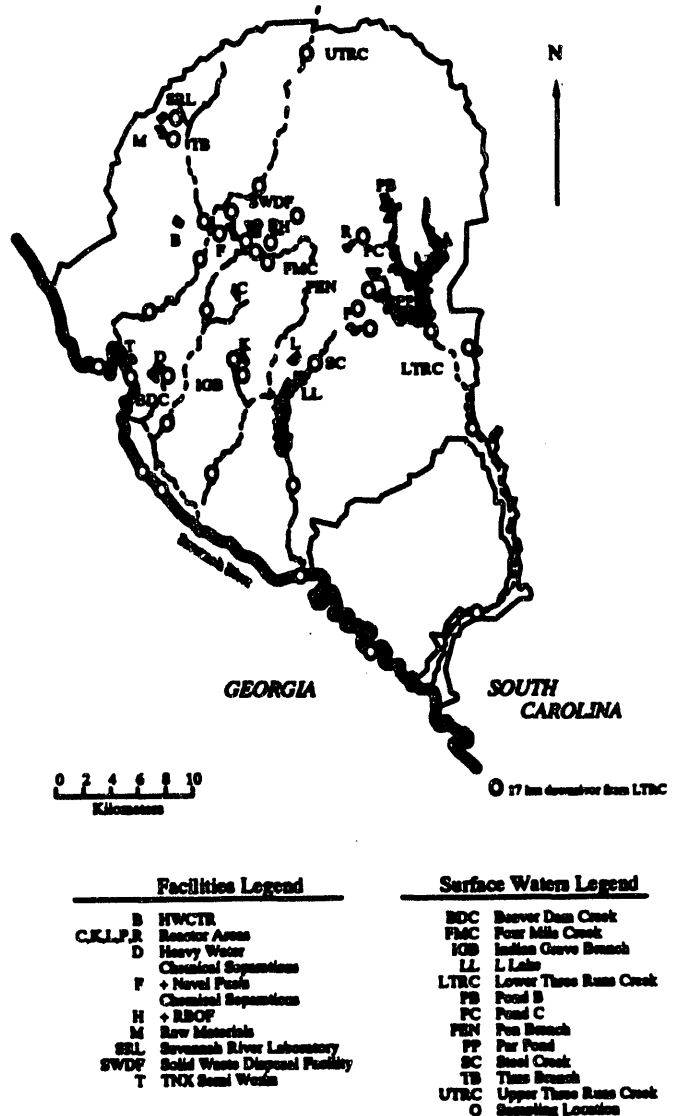 UTRC
N
SRL
M
TB
PB
SWDF
R
H
B
F
PC
FMC
C
PEN
PP
P
T
D
K
L
SC
LTRC
BDC
IGB
LL
Savannah River
GEORGIA
SOUTH
CAROLINA
0 2 4 6 8 10
Kilometers
17 km downriver from LTRC
Facilities Legend
B HWCTR
C,K,L,P,R Reactor Areas
D Heavy Water
Chemical Separations
F + Naval Fuels
Chemical Separations
H + RBOF
M Raw Materials
SRL Savannah River Laboratory
SWDF Solid Waste Disposal Facility
T TNX Semi Works
Surface Waters Legend
BDC Beaver Dam Creek
FMC Four Mile Creek
IGB Indian Grave Branch
LL L Lake
LTRC Lower Three Runs Creek
PB Pond B
PC Pond C
PEN Pen Branch
PP Par Pond
SC Steel Creek
TB Tims Branch
UTRC Upper Three Runs Creek
O Sampling Location